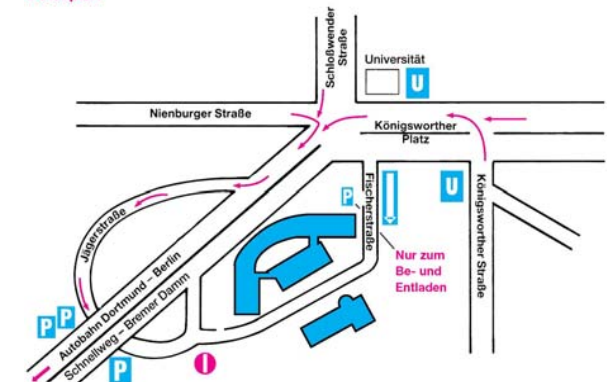 Schloßwender
Straße
Universität
U
Nienburger Straße
Königsworther
Platz
P
Fischerstraße
U
Königsworther Straße
Jägerstraße
Nur zum
Be- und
Entladen
Autobahn Dortmund – Berlin
Schnellweg – Bremer Damm
P
P
P